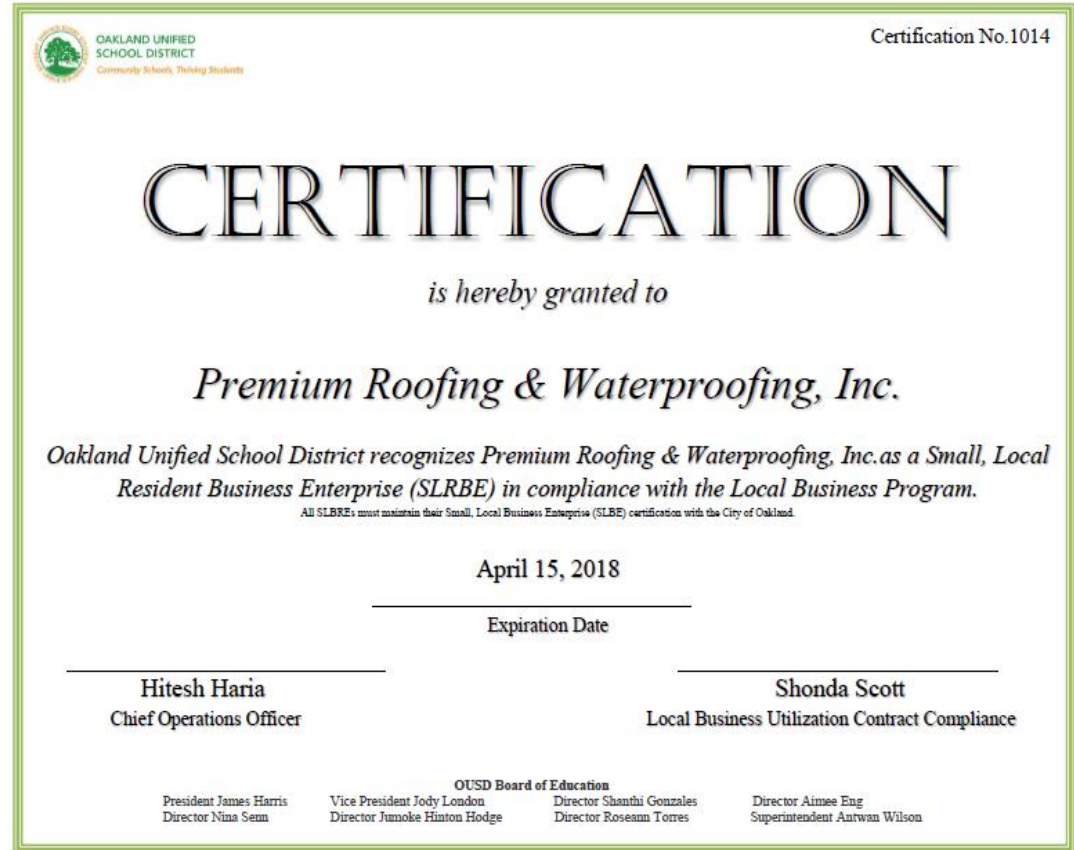 OAKLAND UNIFIED
SCHOOL DISTRICT
Community Schools, Thriving Students
Certification No.1014
CERTIFICATION
is hereby granted to
Premium Roofing & Waterproofing, Inc.
Oakland Unified School District recognizes Premium Roofing & Waterproofing, Inc.as a Small, Local
Resident Business Enterprise (SLRBE) in compliance with the Local Business Program.
All SLBREs must maintain their Small, Local Business Enterprise (SLBE) certification with the City of Oakland.
April 15, 2018
Expiration Date
Hitesh Haria
Chief Operations Officer
Shonda Scott
Local Business Utilization Contract Compliance
OUSD Board of Education
President James Harris Vice President Jody London Director Shanthi Gonzales Director Aimee Eng
Director Nina Senn Director Jumoke Hinton Hodge Director Roseann Torres Superintendent Antwan Wilson